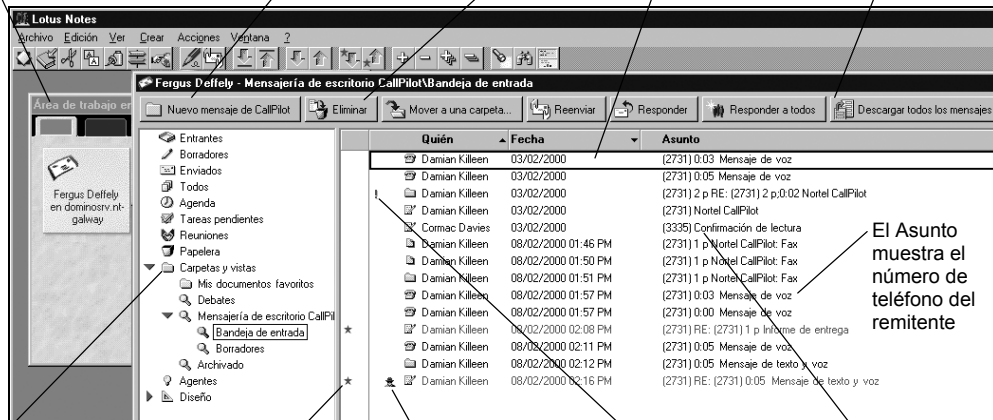 Lotus Notes
Archivo Edición Ver Crear Acciones Ventana ?
Fergus Deffely - Mensajería de escritorio CallPilot\Bandeja de entrada
Área de trabajo en
Nuevo mensaje de CallPilot Eliminar Mover a una carpeta... Reenviar Responder Responder a todos Descargar todos los mensajes
Fergus Deffely
en dominosrv.nt-
galway
Entrantes
Borradores
Enviados
Todos
Agenda
Tareas pendientes
Reuniones
Papelera
Carpetas y vistas
Mis documentos favoritos
Debates
Mensajería de escritorio CallPil
Bandeja de entrada
Borradores
Archivado
Agentes
Diseño
Quién Fecha Asunto
Damian Killeen 03/02/2000 (2731) 0:03 Mensaje de voz
Damian Killeen 03/02/2000 (2731) 0:05 Mensaje de voz
! Damian Killeen 03/02/2000 (2731) 2 p RE: (2731) 2 p;0:02 Nortel CallPilot
Damian Killeen 03/02/2000 (2731) Nortel CallPilot
Cormac Davies 03/02/2000 (3335) Confirmación de lectura
Damian Killeen 08/02/2000 01:46 PM (2731) 1 p Nortel CallPilot: Fax
Damian Killeen 08/02/2000 01:50 PM (2731) 1 p Nortel CallPilot: Fax
Damian Killeen 08/02/2000 01:51 PM (2731) 1 p Nortel CallPilot: Fax
Damian Killeen 08/02/2000 01:57 PM (2731) 0:03 Mensaje de voz
Damian Killeen 08/02/2000 01:57 PM (2731) 0:00 Mensaje de voz
Damian Killeen 08/02/2000 02:08 PM (2731) RE: (2731) 1 p Informe de entrega
Damian Killeen 08/02/2000 02:11 PM (2731) 0:05 Mensaje de voz
Damian Killeen 08/02/2000 02:12 PM (2731) 0:05 Mensaje de texto y voz
Damian Killeen 08/02/2000 02:16 PM (2731) RE: (2731) 0:05 Mensaje de texto y voz
El Asunto
muestra el
número de
teléfono del
remitente